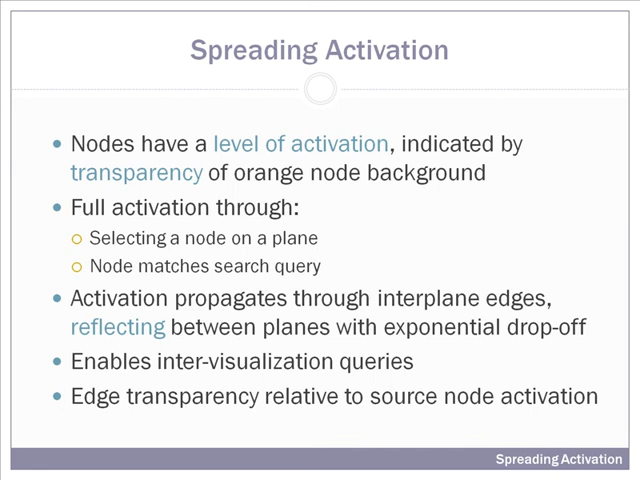 Spreading Activation
Nodes have a level of activation, indicated by
transparency of orange node background
Full activation through:
Selecting a node on a plane
Node matches search query
Activation propagates through interplane edges,
reflecting between planes with exponential drop-off
Enables inter-visualization queries
Edge transparency relative to source node activation
Spreading Activation